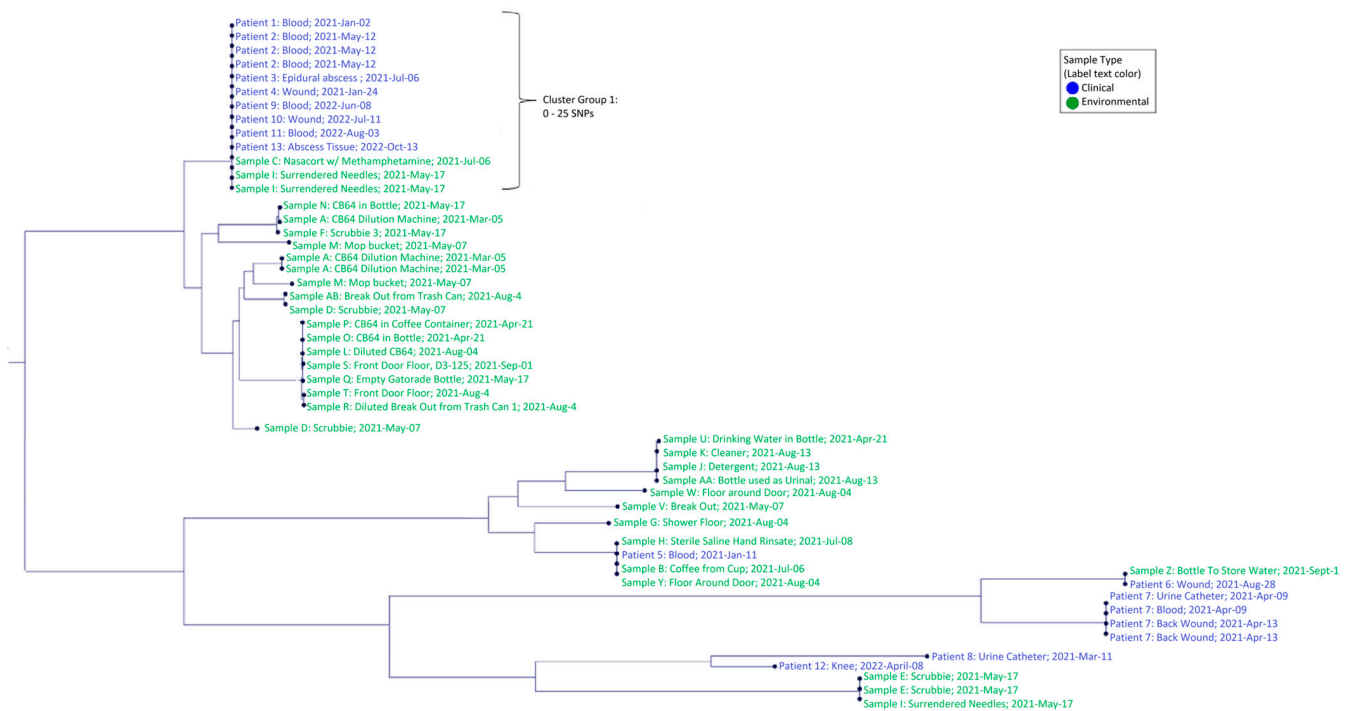 Patient 1: Blood; 2021-Jan-02
Patient 2: Blood; 2021-May-12
Patient 2: Blood; 2021-May-12
Patient 2: Blood; 2021-May-12
Patient 3: Epidural abscess ; 2021-Jul-06
Patient 4: Wound; 2021-Jan-24
Patient 9: Blood; 2022-Jun-08
Patient 10: Wound; 2022-Jul-11
Patient 11: Blood; 2022-Aug-03
Patient 13: Abscess Tissue; 2022-Oct-13
Sample C: Nasacort w/ Methamphetamine; 2021-Jul-06
Sample I: Surrendered Needles; 2021-May-17
Sample I: Surrendered Needles; 2021-May-17
Cluster Group 1:
0 - 25 SNPs
Sample Type
(Label text color)
Clinical
Environmental
Sample N: CB64 in Bottle; 2021-May-17
Sample A: CB64 Dilution Machine; 2021-Mar-05
Sample F: Scrubbie 3; 2021-May-17
Sample M: Mop bucket; 2021-May-07
Sample A: CB64 Dilution Machine; 2021-Mar-05
Sample A: CB64 Dilution Machine; 2021-Mar-05
Sample M: Mop bucket; 2021-May-07
Sample AB: Break Out from Trash Can; 2021-Aug-4
Sample D: Scrubbie; 2021-May-07
Sample P: CB64 in Coffee Container; 2021-Apr-21
Sample O: CB64 in Bottle; 2021-Apr-21
Sample L: Diluted CB64; 2021-Aug-04
Sample S: Front Door Floor, D3-125; 2021-Sep-01
Sample Q: Empty Gatorade Bottle; 2021-May-17
Sample T: Front Door Floor; 2021-Aug-4
Sample R: Diluted Break Out from Trash Can 1; 2021-Aug-4
Sample D: Scrubbie; 2021-May-07
Sample U: Drinking Water in Bottle; 2021-Apr-21
Sample K: Cleaner; 2021-Aug-13
Sample J: Detergent; 2021-Aug-13
Sample AA: Bottle used as Urinal; 2021-Aug-13
Sample W: Floor around Door; 2021-Aug-04
Sample V: Break Out; 2021-May-07
Sample G: Shower Floor; 2021-Aug-04
Sample H: Sterile Saline Hand Rinsate; 2021-Jul-08
Patient 5: Blood; 2021-Jan-11
Sample B: Coffee from Cup; 2021-Jul-06
Sample Y: Floor Around Door; 2021-Aug-04
Sample Z: Bottle To Store Water; 2021-Sept-1
Patient 6: Wound; 2021-Aug-28
Patient 7: Urine Catheter; 2021-Apr-09
Patient 7: Blood; 2021-Apr-09
Patient 7: Back Wound; 2021-Apr-13
Patient 7: Back Wound; 2021-Apr-13
Patient 8: Urine Catheter; 2021-Mar-11
Patient 12: Knee; 2022-April-08
Sample E: Scrubbie; 2021-May-17
Sample E: Scrubbie; 2021-May-17
Sample I: Surrendered Needles; 2021-May-17